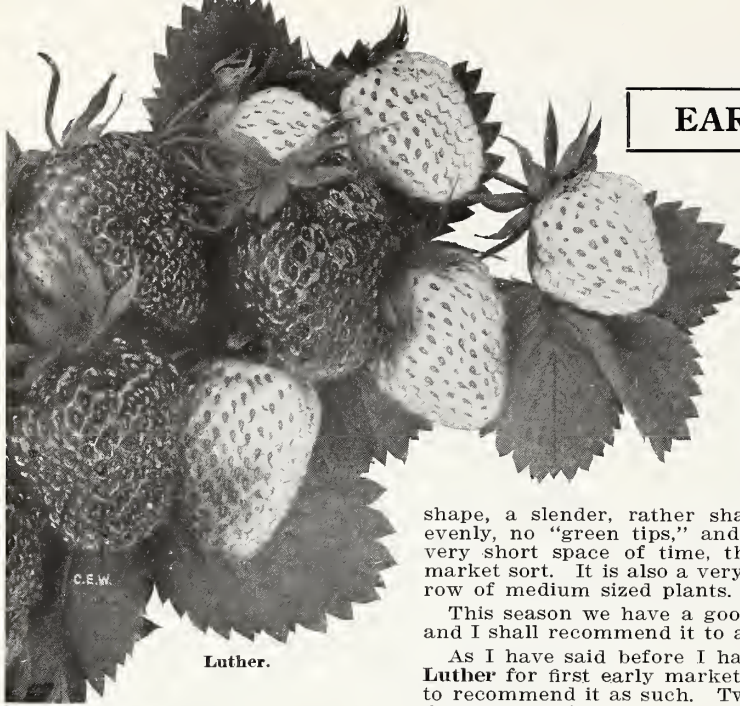 EAR
shape, a slender, rather sha
evenly, no "green tips," and
very short space of time, th
market sort. It is also a very
row of medium sized plants.
This season we have a goo
and I shall recommend it to a
As I have said before I ha
Luther for first early market
to recommend it as such. Tw
C.E.W.
Luther.